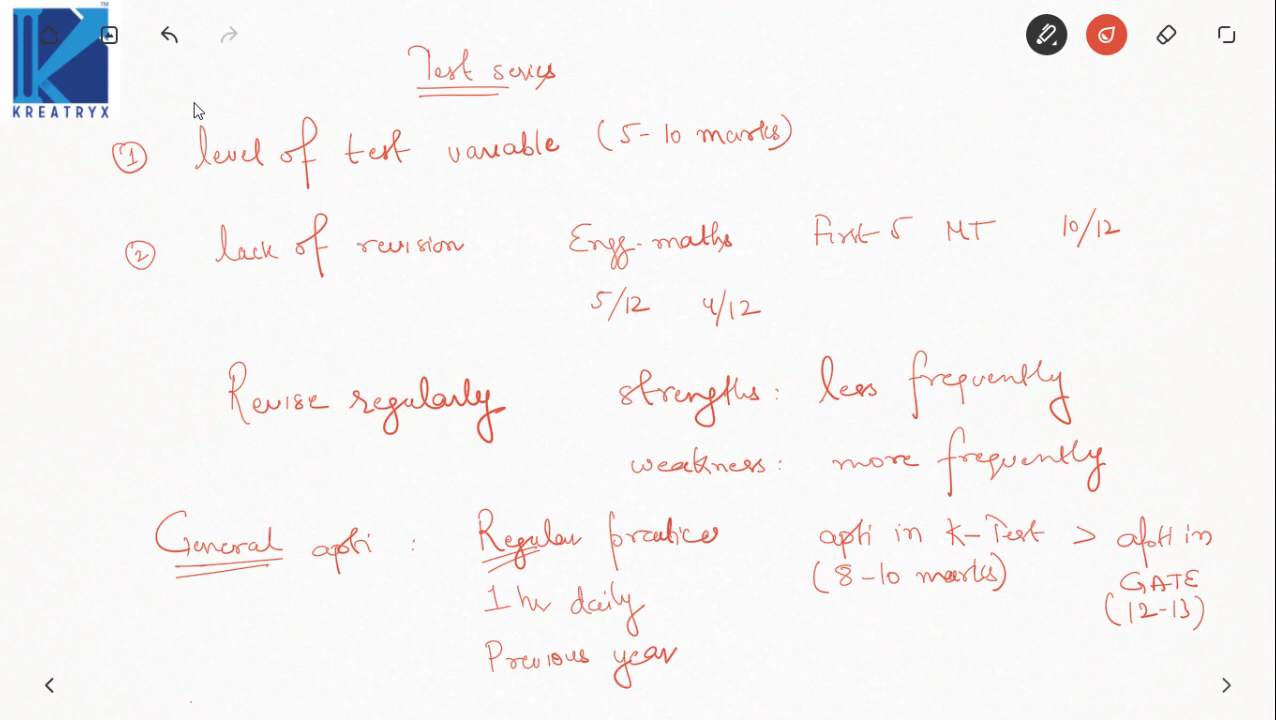 KREATRYX
TM
Test series
1 level of test variable (5-10 marks)
2 lack of revision Engg. maths First 5 MT 10/12
5/12 4/12
Revise regularly strengths : less frequently
weakness : more frequently
General apti : Regular practice apti in K-Test > apti in
(8-10 marks) GATE
1 hr daily (12-13)
Previous year